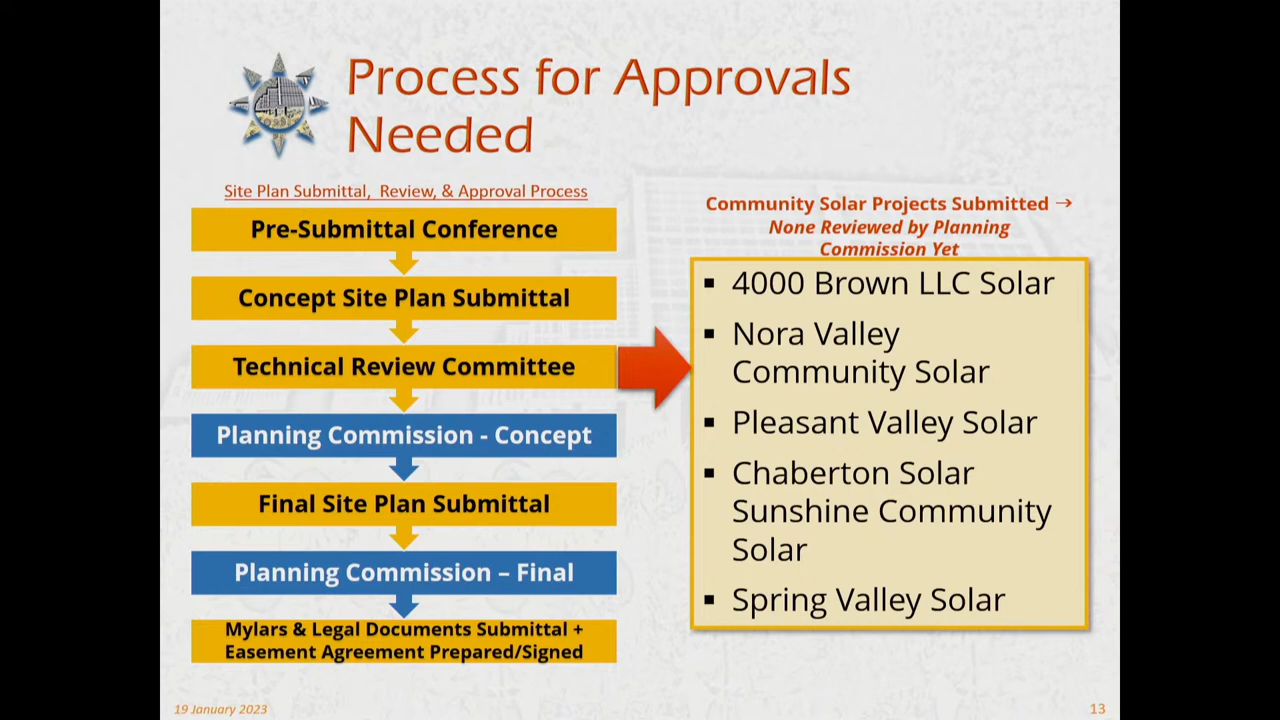 Process for Approvals
Needed
Site Plan Submittal, Review, & Approval Process
Pre-Submittal Conference
Concept Site Plan Submittal
Technical Review Committee
Planning Commission - Concept
Final Site Plan Submittal
Planning Commission – Final
Mylars & Legal Documents Submittal +
Easement Agreement Prepared/Signed
Community Solar Projects Submitted →
None Reviewed by Planning
Commission Yet
▪ 4000 Brown LLC Solar
▪ Nora Valley
Community Solar
▪ Pleasant Valley Solar
▪ Chaberton Solar
Sunshine Community
Solar
▪ Spring Valley Solar
19 January 2023
13